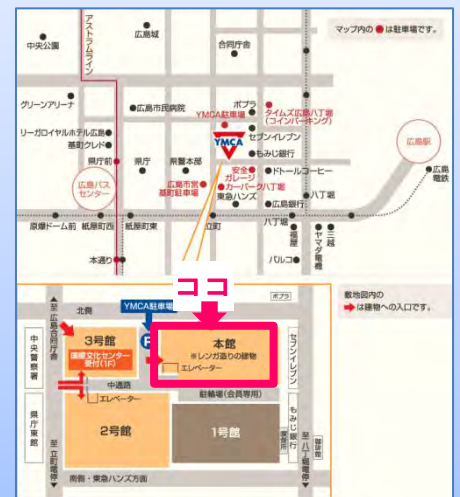 マップ内の●は駐車場です。
中央公園
アストラムライン
広島城
合同庁舎
グリーンアリーナ
広島市民病院
ポプラ
YMCA駐車場
タイムズ広島八丁堀
(コインパーキング)
リーガロイヤルホテル広島
基町クレド
YMCA
セブンイレブン
もみじ銀行
広島駅
県庁前
県庁
県警本部
安全
ガレージ
ドトールコーヒー
広島バス
センター
広島市営
基町駐車場
カーパーク八丁堀
東急ハンズ
広島銀行
八丁堀
広島
電鉄
原爆ドーム前
紙屋町西
紙屋町東
立町
八丁堀
福屋
ヤマダ電機
三越
本通り
パルコ
ココ
北側
YMCA駐車場
ポプラ
敷地図内の
➡は建物への入口です。
至広島合同庁舎
中央警察署
3号館
国際文化センター
受付(1F)
P
本館
※レンガ造りの建物
エレベーター
セブンイレブン
中通路
駐輪場(会員専用)
エレベーター
県庁東館
2号館
1号館
もみじ銀行
至立町電停
至八丁堀電停
南側・東急ハンズ方面